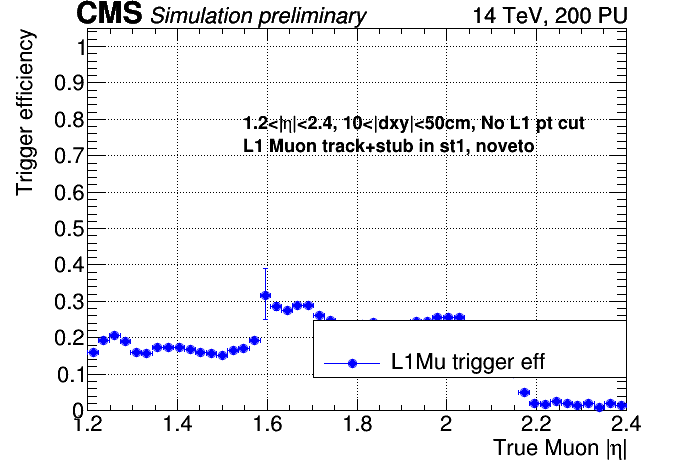 CMS Simulation preliminary 14 TeV, 200 PU
Trigger efficiency
1
0.9
0.8
0.7
0.6
0.5
0.4
0.3
0.2
0.1
0
1.2<|η|<2.4, 10<|dxy|<50cm, No L1 pt cut
L1 Muon track+stub in st1, noveto
L1Mu trigger eff
1.2 1.4 1.6 1.8 2 2.2 2.4
True Muon |η|